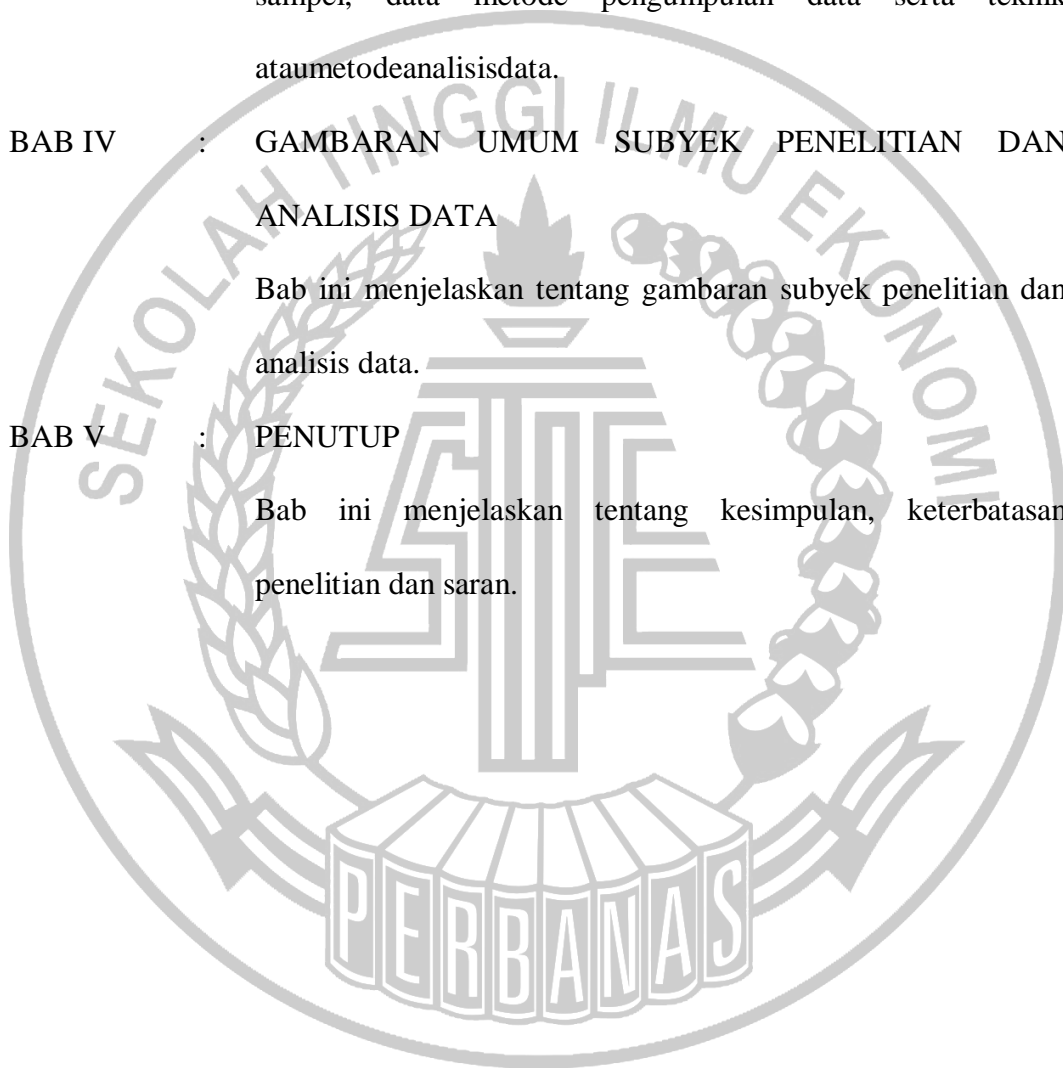 sampel, data metode pengumpulan data serta teknik
ataumetodeanalisisdata.
BAB IV : GAMBARAN UMUM SUBYEK PENELITIAN DAN
ANALISIS DATA
Bab ini menjelaskan tentang gambaran subyek penelitian dan
analisis data.
BAB V : PENUTUP
Bab ini menjelaskan tentang kesimpulan, keterbatasan
penelitian dan saran.
SEKOLAH TINGGI ILMU EKONOMI
STIE
PERBANAS